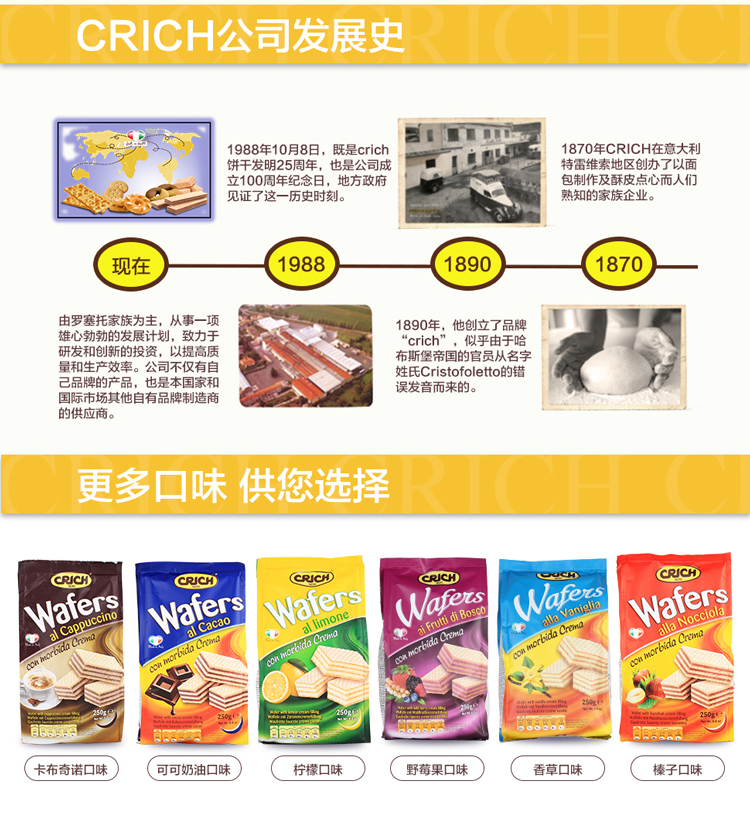 CRICH公司发展史
1988年10月8日，既是crich
饼干发明25周年，也是公司成
立100周年纪念日，地方政府
见证了这一历史时刻。
1870年CRICH在意大利
特雷维索地区创办了以面
包制作及酥皮点心而人们
熟知的家族企业。
现在
1988
1890
1870
由罗塞托家族为主，从事一项
雄心勃勃的发展计划，致力于
研发和创新的投资，以提高质
量和生产效率。公司不仅有自
己品牌的产品，也是本国家和
国际市场其他自有品牌制造商
的供应商。
1890年，他创立了品牌
“crich”，似乎由于哈
布斯堡帝国的官员从名字
姓氏Cristofoletto的错
误发音而来的。
更多口味 供您选择
CRICH
Wafers
al Cappuccino
con morbida Crema
250g
CRICH
Wafers
al Cacao
con morbida Crema
250g
CRICH
Wafers
al limone
con morbida Crema
250g
CRICH
Wafers
ai Frutti di Bosco
con morbida Crema
250g
CRICH
Wafers
alla Vaniglia
con morbida Crema
250g
CRICH
Wafers
alla Nocciola
con morbida Crema
250g
卡布奇诺口味
可可奶油口味
柠檬口味
野莓果口味
香草口味
榛子口味